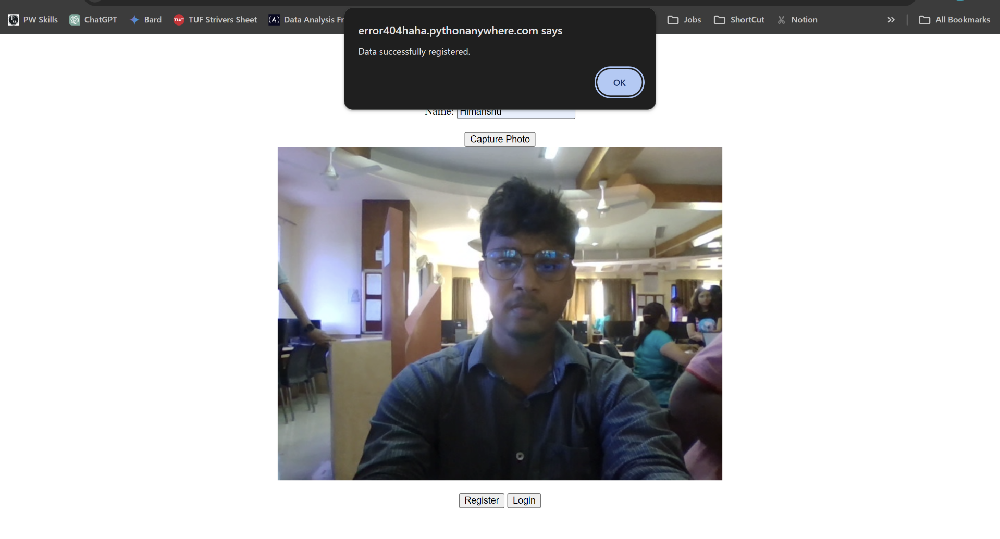 PW Skills ChatGPT Bard TUF TUF Strivers Sheet Data Analysis Fr Jobs ShortCut Notion All Bookmarks
error404haha.pythonanywhere.com says
Data successfully registered.
OK
Name: Himanshu
Capture Photo
Register Login